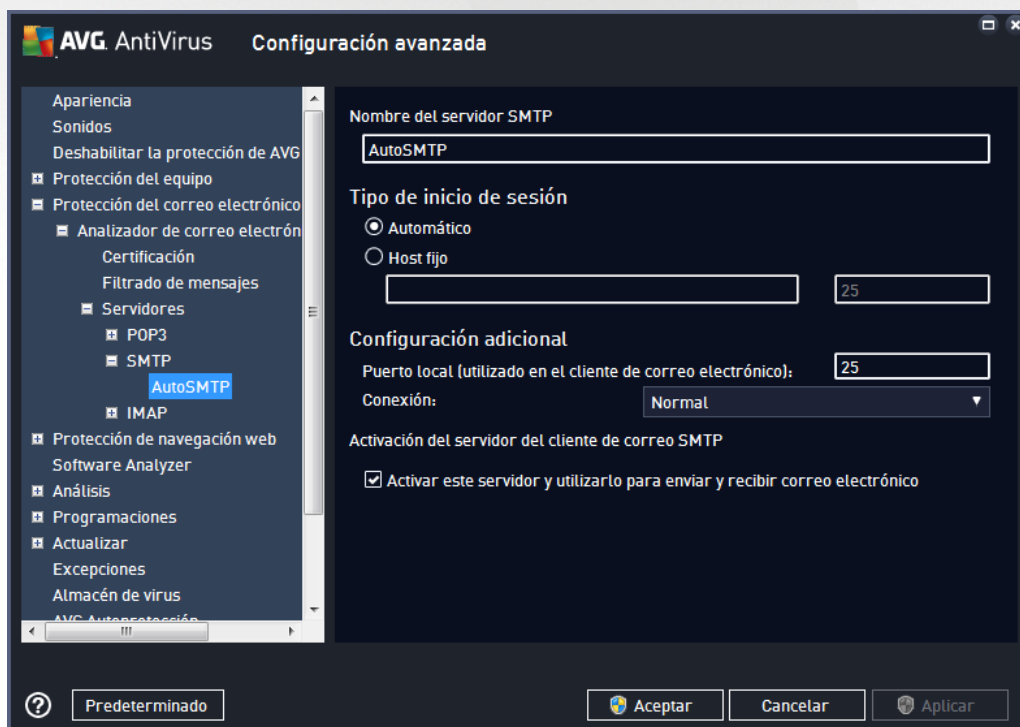 AVG. AntiVirus Configuración avanzada
Apariencia
Sonidos
Deshabilitar la protección de AVG
Protección del equipo
Protección del correo electrónico
Analizador de correo electrón
Certificación
Filtrado de mensajes
Servidores
POP3
SMTP
AutoSMTP
IMAP
Protección de navegación web
Software Analyzer
Análisis
Programaciones
Actualizar
Excepciones
Almacén de virus
AVG Autoprotección
Nombre del servidor SMTP
AutoSMTP
Tipo de inicio de sesión
Automático
Host fijo
25
Configuración adicional
Puerto local (utilizado en el cliente de correo electrónico): 25
Conexión: Normal
Activación del servidor del cliente de correo SMTP
Activar este servidor y utilizarlo para enviar y recibir correo electrónico
? Predeterminado Aceptar Cancelar Aplicar